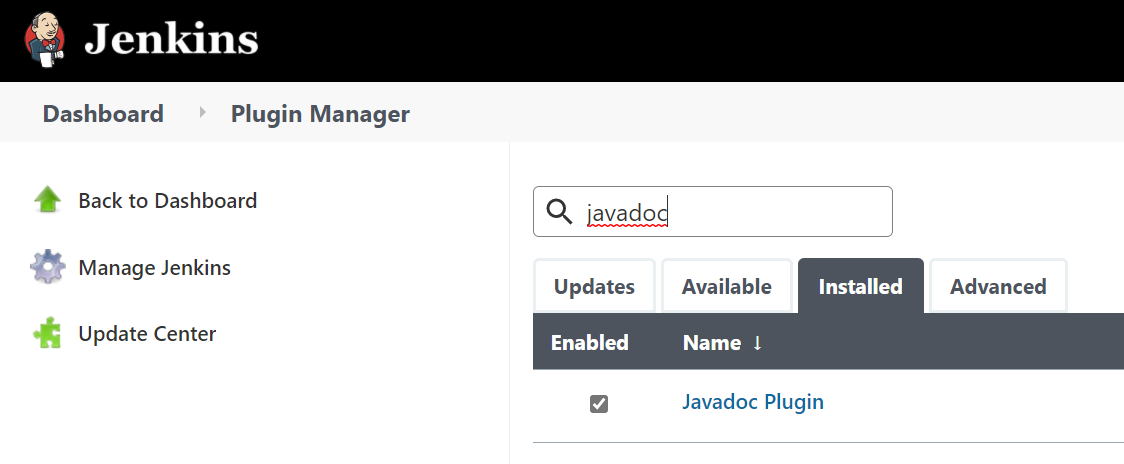 Jenkins
Dashboard Plugin Manager
Back to Dashboard
Manage Jenkins
Update Center
javadoc
Updates Available Installed Advanced
Enabled Name ↓
Javadoc Plugin